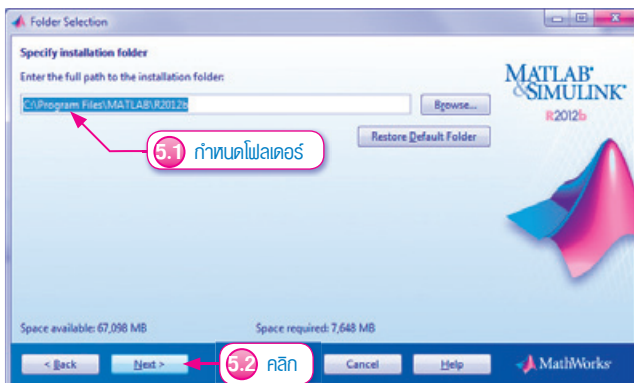 Folder Selection
Specify installation folder
Enter the full path to the installation folder:
C:\Program Files\MATLAB\R2012b
Browse...
Restore Default Folder
MATLAB®
&SIMULINK®
R2012b
5.1 กำหนดโฟลเดอร์
Space available: 67,098 MB
Space required: 7,648 MB
< Back
Next >
5.2 คลิก
Cancel
Help
MathWorks®